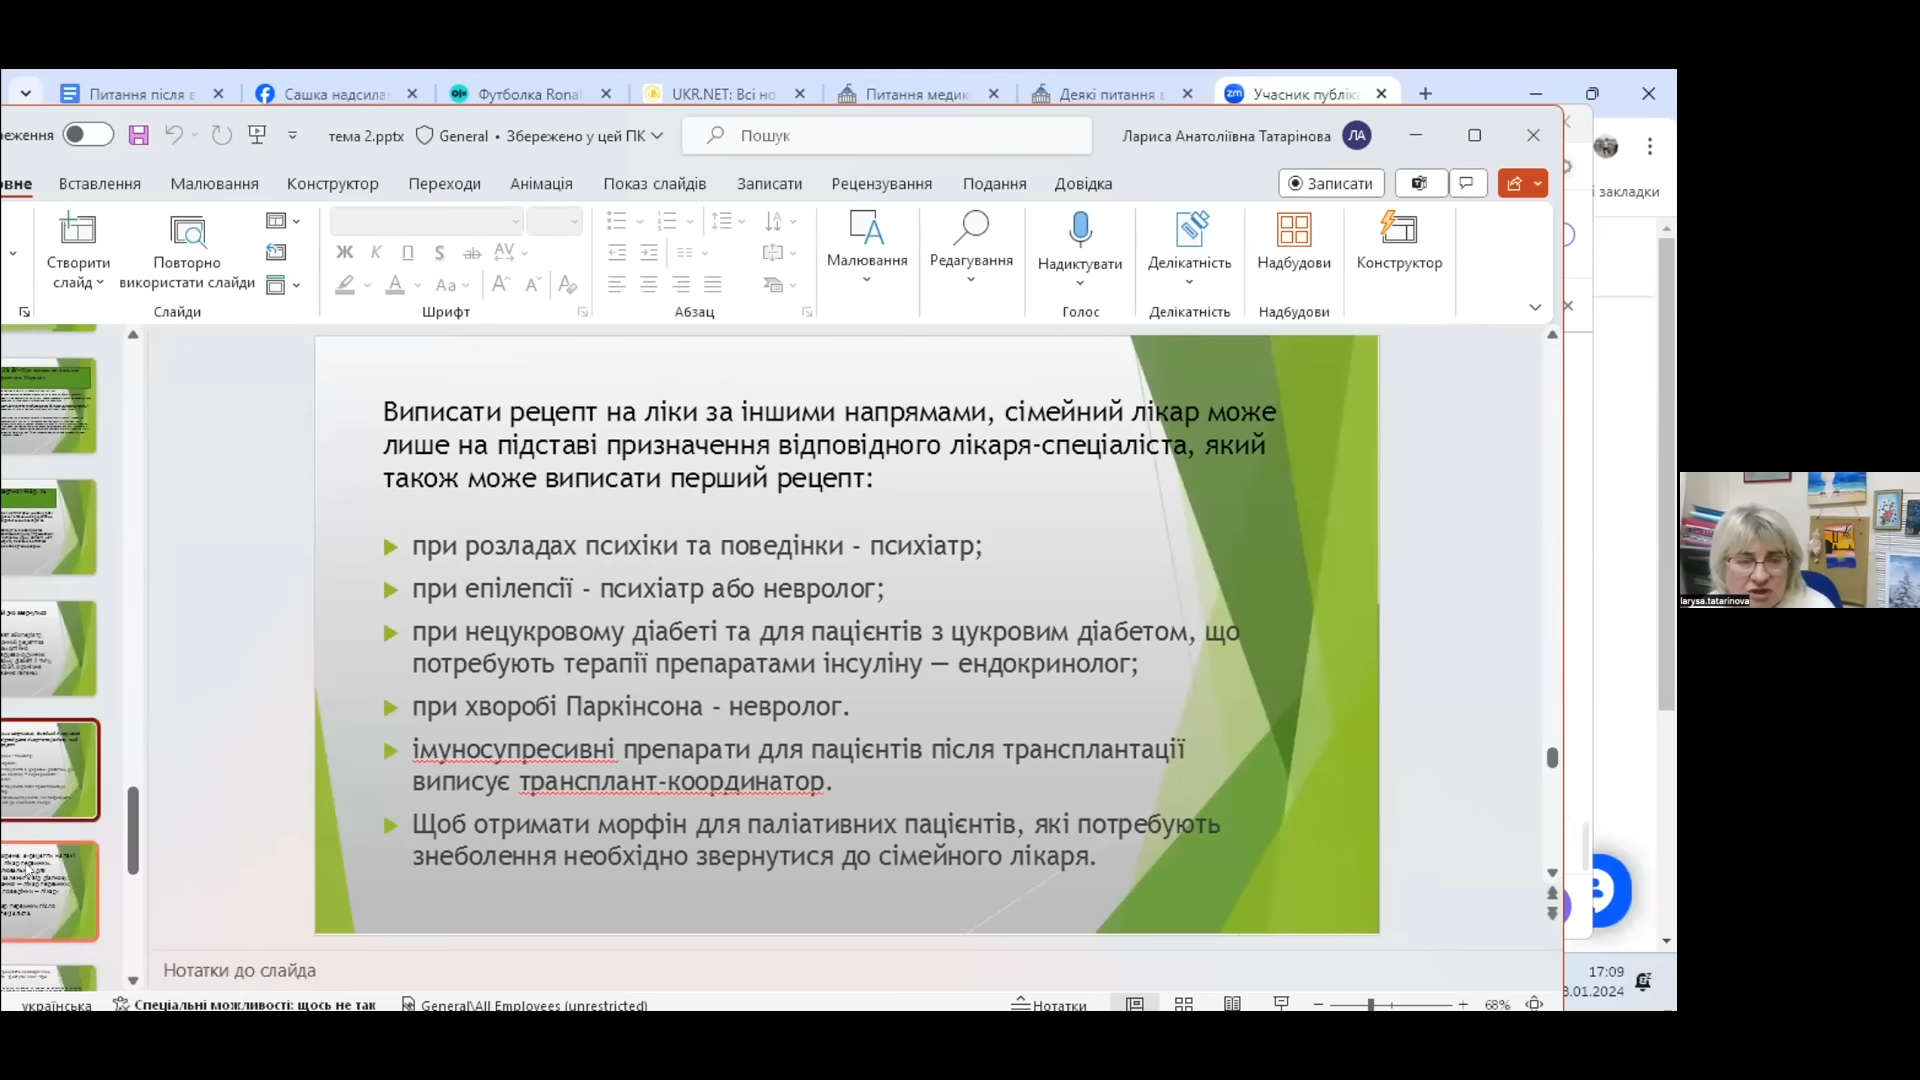 Питання після в
Сашка надсила
Футболка Rona
UKR.NET: Всі но
Питання медик
Деякі питання в
Учасник публіка
реження
тема 2.pptx
General • Збережено у цей ПК
Пошук
Лариса Анатоліївна Татарінова
ЛА
вне
Вставлення
Малювання
Конструктор
Переходи
Анімація
Показ слайдів
Записати
Рецензування
Подання
Довідка
Записати
і закладки
Створити
слайд
Повторно
використати слайди
Слайди
Ж К П S ab AV
Aa
Шрифт
Абзац
Малювання
Редагування
Надиктувати
Голос
Делікатність
Делікатність
Надбудови
Надбудови
Конструктор
Виписати рецепт на ліки за іншими напрямами, сімейний лікар може
лише на підставі призначення відповідного лікаря-спеціаліста, який
також може виписати перший рецепт:
при розладах психіки та поведінки - психіатр;
при епілепсії - психіатр або невролог;
при нецукровому діабеті та для пацієнтів з цукровим діабетом, що
потребують терапії препаратами інсуліну — ендокринолог;
при хворобі Паркінсона - невролог.
імуносупресивні препарати для пацієнтів після трансплантації
виписує трансплант-координатор.
Щоб отримати морфін для паліативних пацієнтів, які потребують
знеболення необхідно звернутися до сімейного лікаря.
larysa.tatarinova
Нотатки до слайда
17:09
3.01.2024
українська
Спеціальні можливості: щось не так
General\All Employees (unrestricted)
Нотатки
68%